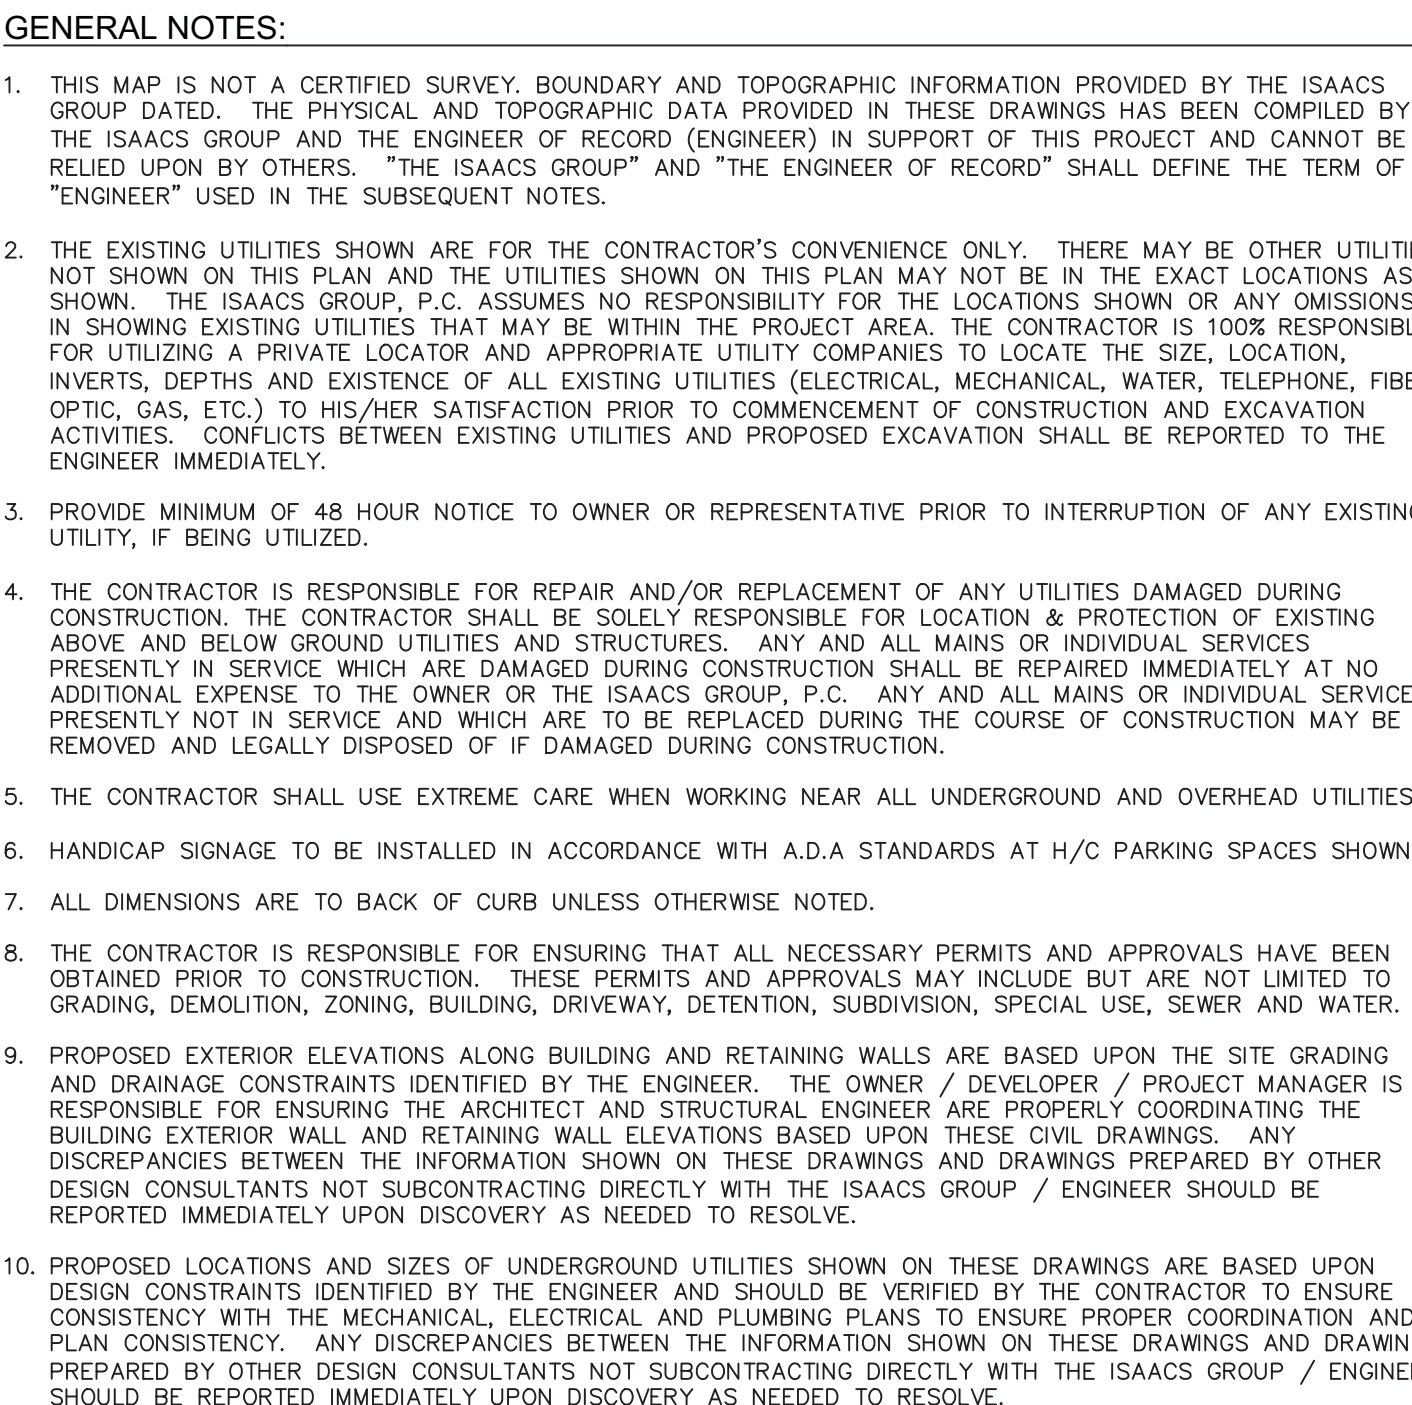 GENERAL NOTES:
1. THIS MAP IS NOT A CERTIFIED SURVEY. BOUNDARY AND TOPOGRAPHIC INFORMATION PROVIDED BY THE ISAACS
GROUP DATED. THE PHYSICAL AND TOPOGRAPHIC DATA PROVIDED IN THESE DRAWINGS HAS BEEN COMPILED BY
THE ISAACS GROUP AND THE ENGINEER OF RECORD (ENGINEER) IN SUPPORT OF THIS PROJECT AND CANNOT BE
RELIED UPON BY OTHERS. "THE ISAACS GROUP" AND "THE ENGINEER OF RECORD" SHALL DEFINE THE TERM OF
"ENGINEER" USED IN THE SUBSEQUENT NOTES.
2. THE EXISTING UTILITIES SHOWN ARE FOR THE CONTRACTOR'S CONVENIENCE ONLY. THERE MAY BE OTHER UTILITI
NOT SHOWN ON THIS PLAN AND THE UTILITIES SHOWN ON THIS PLAN MAY NOT BE IN THE EXACT LOCATIONS AS
SHOWN. THE ISAACS GROUP, P.C. ASSUMES NO RESPONSIBILITY FOR THE LOCATIONS SHOWN OR ANY OMISSIONS
IN SHOWING EXISTING UTILITIES THAT MAY BE WITHIN THE PROJECT AREA. THE CONTRACTOR IS 100% RESPONSIBL
FOR UTILIZING A PRIVATE LOCATOR AND APPROPRIATE UTILITY COMPANIES TO LOCATE THE SIZE, LOCATION,
INVERTS, DEPTHS AND EXISTENCE OF ALL EXISTING UTILITIES (ELECTRICAL, MECHANICAL, WATER, TELEPHONE, FIBE
OPTIC, GAS, ETC.) TO HIS/HER SATISFACTION PRIOR TO COMMENCEMENT OF CONSTRUCTION AND EXCAVATION
ACTIVITIES. CONFLICTS BETWEEN EXISTING UTILITIES AND PROPOSED EXCAVATION SHALL BE REPORTED TO THE
ENGINEER IMMEDIATELY.
3. PROVIDE MINIMUM OF 48 HOUR NOTICE TO OWNER OR REPRESENTATIVE PRIOR TO INTERRUPTION OF ANY EXISTING
UTILITY, IF BEING UTILIZED.
4. THE CONTRACTOR IS RESPONSIBLE FOR REPAIR AND/OR REPLACEMENT OF ANY UTILITIES DAMAGED DURING
CONSTRUCTION. THE CONTRACTOR SHALL BE SOLELY RESPONSIBLE FOR LOCATION & PROTECTION OF EXISTING
ABOVE AND BELOW GROUND UTILITIES AND STRUCTURES. ANY AND ALL MAINS OR INDIVIDUAL SERVICES
PRESENTLY IN SERVICE WHICH ARE DAMAGED DURING CONSTRUCTION SHALL BE REPAIRED IMMEDIATELY AT NO
ADDITIONAL EXPENSE TO THE OWNER OR THE ISAACS GROUP, P.C. ANY AND ALL MAINS OR INDIVIDUAL SERVICE
PRESENTLY NOT IN SERVICE AND WHICH ARE TO BE REPLACED DURING THE COURSE OF CONSTRUCTION MAY BE
REMOVED AND LEGALLY DISPOSED OF IF DAMAGED DURING CONSTRUCTION.
5. THE CONTRACTOR SHALL USE EXTREME CARE WHEN WORKING NEAR ALL UNDERGROUND AND OVERHEAD UTILITIES
6. HANDICAP SIGNAGE TO BE INSTALLED IN ACCORDANCE WITH A.D.A STANDARDS AT H/C PARKING SPACES SHOWN
7. ALL DIMENSIONS ARE TO BACK OF CURB UNLESS OTHERWISE NOTED.
8. THE CONTRACTOR IS RESPONSIBLE FOR ENSURING THAT ALL NECESSARY PERMITS AND APPROVALS HAVE BEEN
OBTAINED PRIOR TO CONSTRUCTION. THESE PERMITS AND APPROVALS MAY INCLUDE BUT ARE NOT LIMITED TO
GRADING, DEMOLITION, ZONING, BUILDING, DRIVEWAY, DETENTION, SUBDIVISION, SPECIAL USE, SEWER AND WATER.
9. PROPOSED EXTERIOR ELEVATIONS ALONG BUILDING AND RETAINING WALLS ARE BASED UPON THE SITE GRADING
AND DRAINAGE CONSTRAINTS IDENTIFIED BY THE ENGINEER. THE OWNER / DEVELOPER / PROJECT MANAGER IS
RESPONSIBLE FOR ENSURING THE ARCHITECT AND STRUCTURAL ENGINEER ARE PROPERLY COORDINATING THE
BUILDING EXTERIOR WALL AND RETAINING WALL ELEVATIONS BASED UPON THESE CIVIL DRAWINGS. ANY
DISCREPANCIES BETWEEN THE INFORMATION SHOWN ON THESE DRAWINGS AND DRAWINGS PREPARED BY OTHER
DESIGN CONSULTANTS NOT SUBCONTRACTING DIRECTLY WITH THE ISAACS GROUP / ENGINEER SHOULD BE
REPORTED IMMEDIATELY UPON DISCOVERY AS NEEDED TO RESOLVE.
10. PROPOSED LOCATIONS AND SIZES OF UNDERGROUND UTILITIES SHOWN ON THESE DRAWINGS ARE BASED UPON
DESIGN CONSTRAINTS IDENTIFIED BY THE ENGINEER AND SHOULD BE VERIFIED BY THE CONTRACTOR TO ENSURE
CONSISTENCY WITH THE MECHANICAL, ELECTRICAL AND PLUMBING PLANS TO ENSURE PROPER COORDINATION AND
PLAN CONSISTENCY. ANY DISCREPANCIES BETWEEN THE INFORMATION SHOWN ON THESE DRAWINGS AND DRAWIN
PREPARED BY OTHER DESIGN CONSULTANTS NOT SUBCONTRACTING DIRECTLY WITH THE ISAACS GROUP / ENGINEE
SHOULD BE REPORTED IMMEDIATELY UPON DISCOVERY AS NEEDED TO RESOLVE.